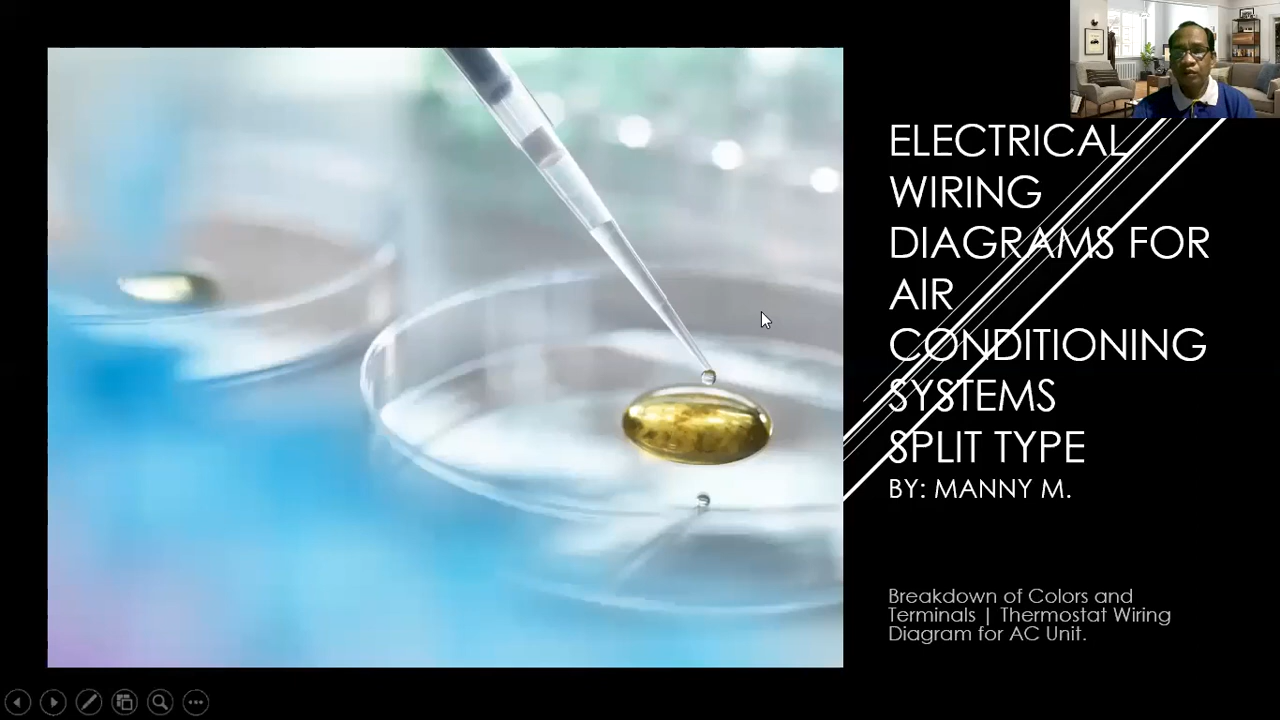 ELECTRICAL
WIRING
DIAGRAMS FOR
AIR
CONDITIONING
SYSTEMS
SPLIT TYPE
BY: MANNY M.
Breakdown of Colors and
Terminals | Thermostat Wiring
Diagram for AC Unit.